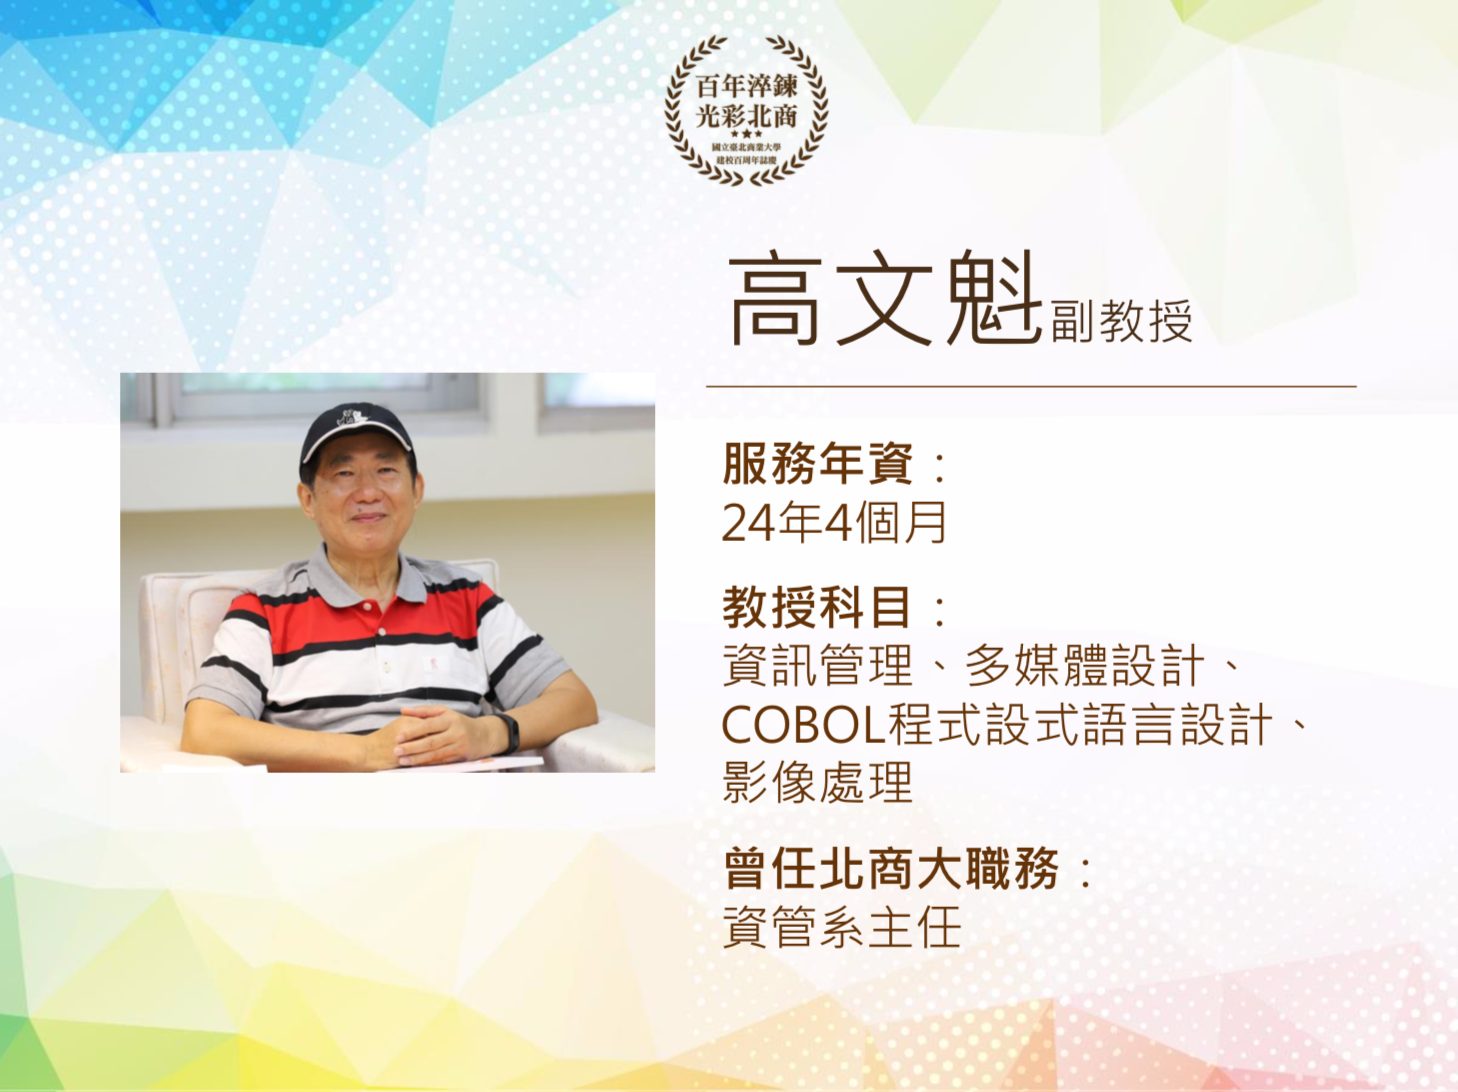 百年淬鍊
光彩北商
國立臺北商業大學
建校百周年誌慶
高文魁副教授
服務年資：
24年4個月
教授科目：
資訊管理、多媒體設計、
COBOL程式設式語言設計、
影像處理
曾任北商大職務：
資管系主任